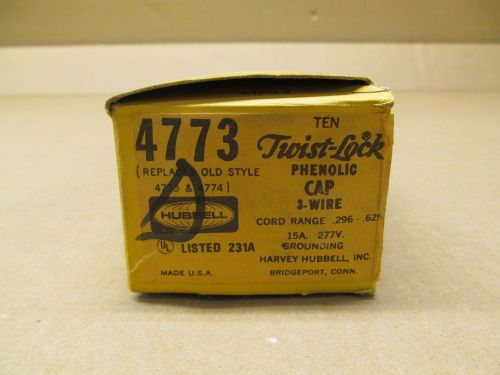 4773
(REPLACES OLD STYLE
4773 & 4774)
HUBBELL
UL LISTED 231A
MADE U.S.A.
TEN
Twist-Lock®
PHENOLIC
CAP
3-WIRE
CORD RANGE .296 - .625
15A. 277V.
GROUNDING
HARVEY HUBBELL, INC.
BRIDGEPORT, CONN.